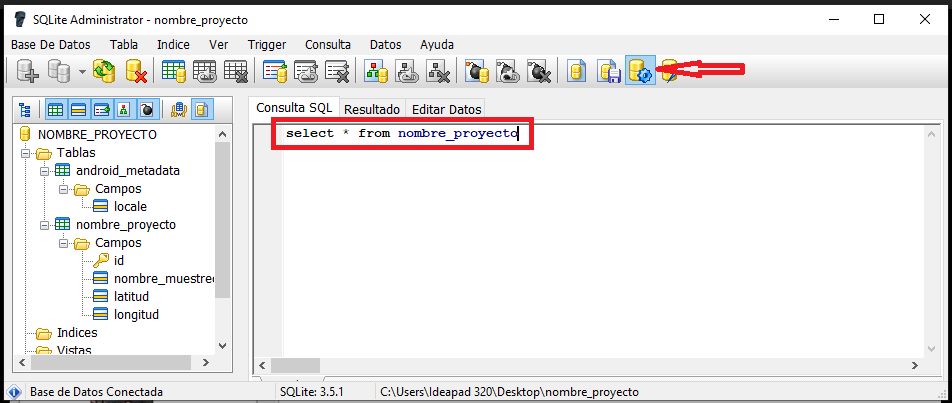 SQLite Administrator - nombre_proyecto
Base De Datos Tabla Indice Ver Trigger Consulta Datos Ayuda
Consulta SQL Resultado Editar Datos
select * from nombre_proyecto
NOMBRE_PROYECTO
Tablas
android_metadata
Campos
locale
nombre_proyecto
Campos
id
nombre_muestreo
latitud
longitud
Indices
Vistas
Base de Datos Conectada SQLite: 3.5.1 C:\Users\Ideapad 320\Desktop\nombre_proyecto